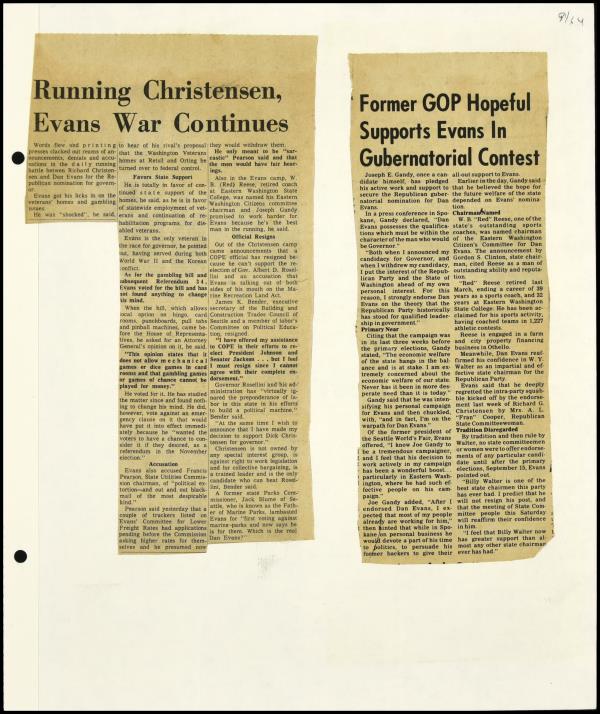 9/64
Running Christensen,
Evans War Continues
Words flew and printing
presses clacked out reams of an-
nouncements, denials and accu-
sations in the daily running
battle between Richard Christen-
sen and Dan Evans for the Re-
publican nomination for govern-
or.
Evans got his licks in on the
veterans' homes and gambling
issues.
He was "shocked", he said,
to hear of his rival's proposal
that the Washington Veterans
homes at Retsil and Orting be
turned over to federal control.
Favors State Support
He is totally in favor of con-
tinued state support of the
homes, he said, as he is in favor
of statewide employment of vet-
erans and continuation of re-
habilitation programs for dis-
abled veterans.
Evans is the only veteran in
the race for governor, he pointed
out, having served during both
World War II and the Korean
conflict.
As for the gambling bill and
subsequent Referendum 34,
Evans voted for the bill and has
not found anything to change
his mind.
When the bill, which allows
local option on bingo, card
rooms, punchboards, pull tabs
and pinball machines, came be-
fore the House of Representa-
tives, he asked for an Attorney
General's opinion on it, he said.
"This opinion states that it
does not allow mechanical
games or dice games in card
rooms and that gambling games
or games of chance cannot be
played for money."
He voted for it. He has studied
the matter since and found noth-
ing to change his mind. He did,
however, vote against an emer-
gency clause on it that would
have put it into effect immedi-
ately because he "wanted the
voters to have a chance to con-
sider it if they desired, as a
referendum in the November
election."
Accusation
Evans also accused Francis
Pearson, State Utilities Commis-
sion chairman, of "political ex-
tortion—and out and out black-
mail of the most despicable
kind."
Pearson said yesterday that a
couple of truckers listed on
Evans' Committee for Lower
Freight Rates had applications
pending before the Commission
asking higher rates for them-
selves and he presumed now
they would withdraw them.
He only meant to be "sar-
castic" Pearson said and that
the men would have fair hear-
ings.
Also in the Evans camp, W.
B. (Red) Reese, retired coach
at Eastern Washington State
College, was named his Eastern
Washington Citizens committee
chairman and Joseph Gandy
promised to work harder for
Evans because he's the best
man in the running, he, said.
Official Resigns
Out of the Christensen camp
came announcements that a
COPE official has resigned be-
cause he can't support the re-
election of Gov. Albert D. Rosel-
lini and an accusation that
Evans is talking out of both
sides of his mouth on the Ma-
rine Recreation Land Act.
James K. Bender, executive
secretary of the Building and
Construction Trades Council of
Seattle and a member of labor's
Committee on Political Educa-
tion, resigned.
"I have offered my assistance
to COPE in their efforts to re-
elect President Johnson and
Senator Jackson . . . but I feel
I must resign since I cannot
agree with their complete en-
dorsement."
Governor Rosellini and his ad-
ministration has "virtually ig-
nored the preponderance of la-
bor in this state in its efforts
to build a political machine,"
Bender said.
"At the same time I wish to
announce that I have made my
decision to support Dick Chris-
tensen for governor."
Christensen is not owned by
any special interest group, is
against right to work legislation
and for collective bargaining, is
a trained leader and is the only
candidate who can beat Rosel-
lini, Bender said.
A former state Parks Com-
missioner, Jack Blume of Se-
attle, who is known as the Fath-
er of Marine Parks, lambasted
Evans for "first voting against
marine-parks and now says he
is for them. Which is the real
Dan Evans?"
Former GOP Hopeful
Supports Evans In
Gubernatorial Contest
Joseph E. Gandy, once a can-
didate himself, has pledged
his active work and support to
secure the Republican guber-
natorial nomination for Dan
Evans.
In a press conference in Spo-
kane, Gandy declared, "Dan
Evans possesses the qualifica-
tions which must be within the
character of the man who would
be Governor."
"Both when I announced my
candidacy for Governor, and
when I withdrew my candidacy,
I put the interest of the Repub-
lican Party and the State of
Washington ahead of my own
personal interest. For this
reason, I strongly endorse Dan
Evans on the theory that the
Republican Party historically
has stood for qualified leader-
ship in government."
Primary Near
Citing that the campaign was
in its last three weeks before
the primary elections, Gandy
stated, "The economic welfare
of the state hangs in the bal-
ance and is at stake. I am ex-
tremely concerned about the
economic welfare of our state.
Never has it been in more des-
perate need than it is today."
Gandy said that he was inten-
sifying his personal campaign
for Evans and then chuckled,
with, "and in fact, I'm on the
warpath for Dan Evans."
Of the former president of
the Seattle World's Fair, Evans
offered, "I know Joe Gandy to
be a tremendous campaigner,
and I feel that his decision to
work actively in my campaign
has been a wonderful boost...
particularly in Eastern Wash-
ington, where he had such ef-
fective people on his cam-
paign."
Joe Gandy added, "After I
endorsed Dan Evans, I ex-
pected that most of my people
already are working for him,"
then hinted that while in Spo-
kane on personal business he
would devote a part of his time
to politics, to persuade his
former backers to give their
all-out support to Evans.
Earlier in the day, Gandy said
that he believed the hope for
the future welfare of the state
depended on Evans' nomina-
tion.
Chairman Named
W. B. "Red" Reese, one of the
state's outstanding sports
coaches, was named chairman
of the Eastern Washington
Citizen's Committee for Dan
Evans. The announcement by
Gordon S. Clinton, state chair-
man, cited Reese as a man of
outstanding ability and reputa-
tion.
"Red" Reese retired last
March, ending a career of 39
years as a sports coach, and 32
years at Eastern Washington
State College. He has been ac-
claimed for his sports activity,
having coached teams in 1,227
athletic contests.
Reese is engaged in a farm
and city property financing
business in Othello.
Meanwhile, Dan Evans reaf-
firmed his confidence in W. Y.
Walter as an impartial and ef-
fective state chairman for the
Republican Party.
Evans said that he deeply
regretted the intra-party squab-
ble kicked off by the endorse-
ment last week of Richard G.
Christensen by Mrs. A. L.
"Fran" Cooper, Republican
State Committeewoman.
Tradition Disregarded
By tradition and then rule by
Walter, no state committeemen
or women were to offer endorse-
ments of any particular candi-
date until after the primary
elections, September 15, Evans
pointed out.
"Billy Walter is one of the
best state chairmen this party
has ever had. I predict that he
will not resign his post, and
that the meeting of State Com-
mittee people this Saturday
will reaffirm their confidence
in him.
"I feel that Billy Walter now
has greater support than al-
most any other state chairman
ever has had."